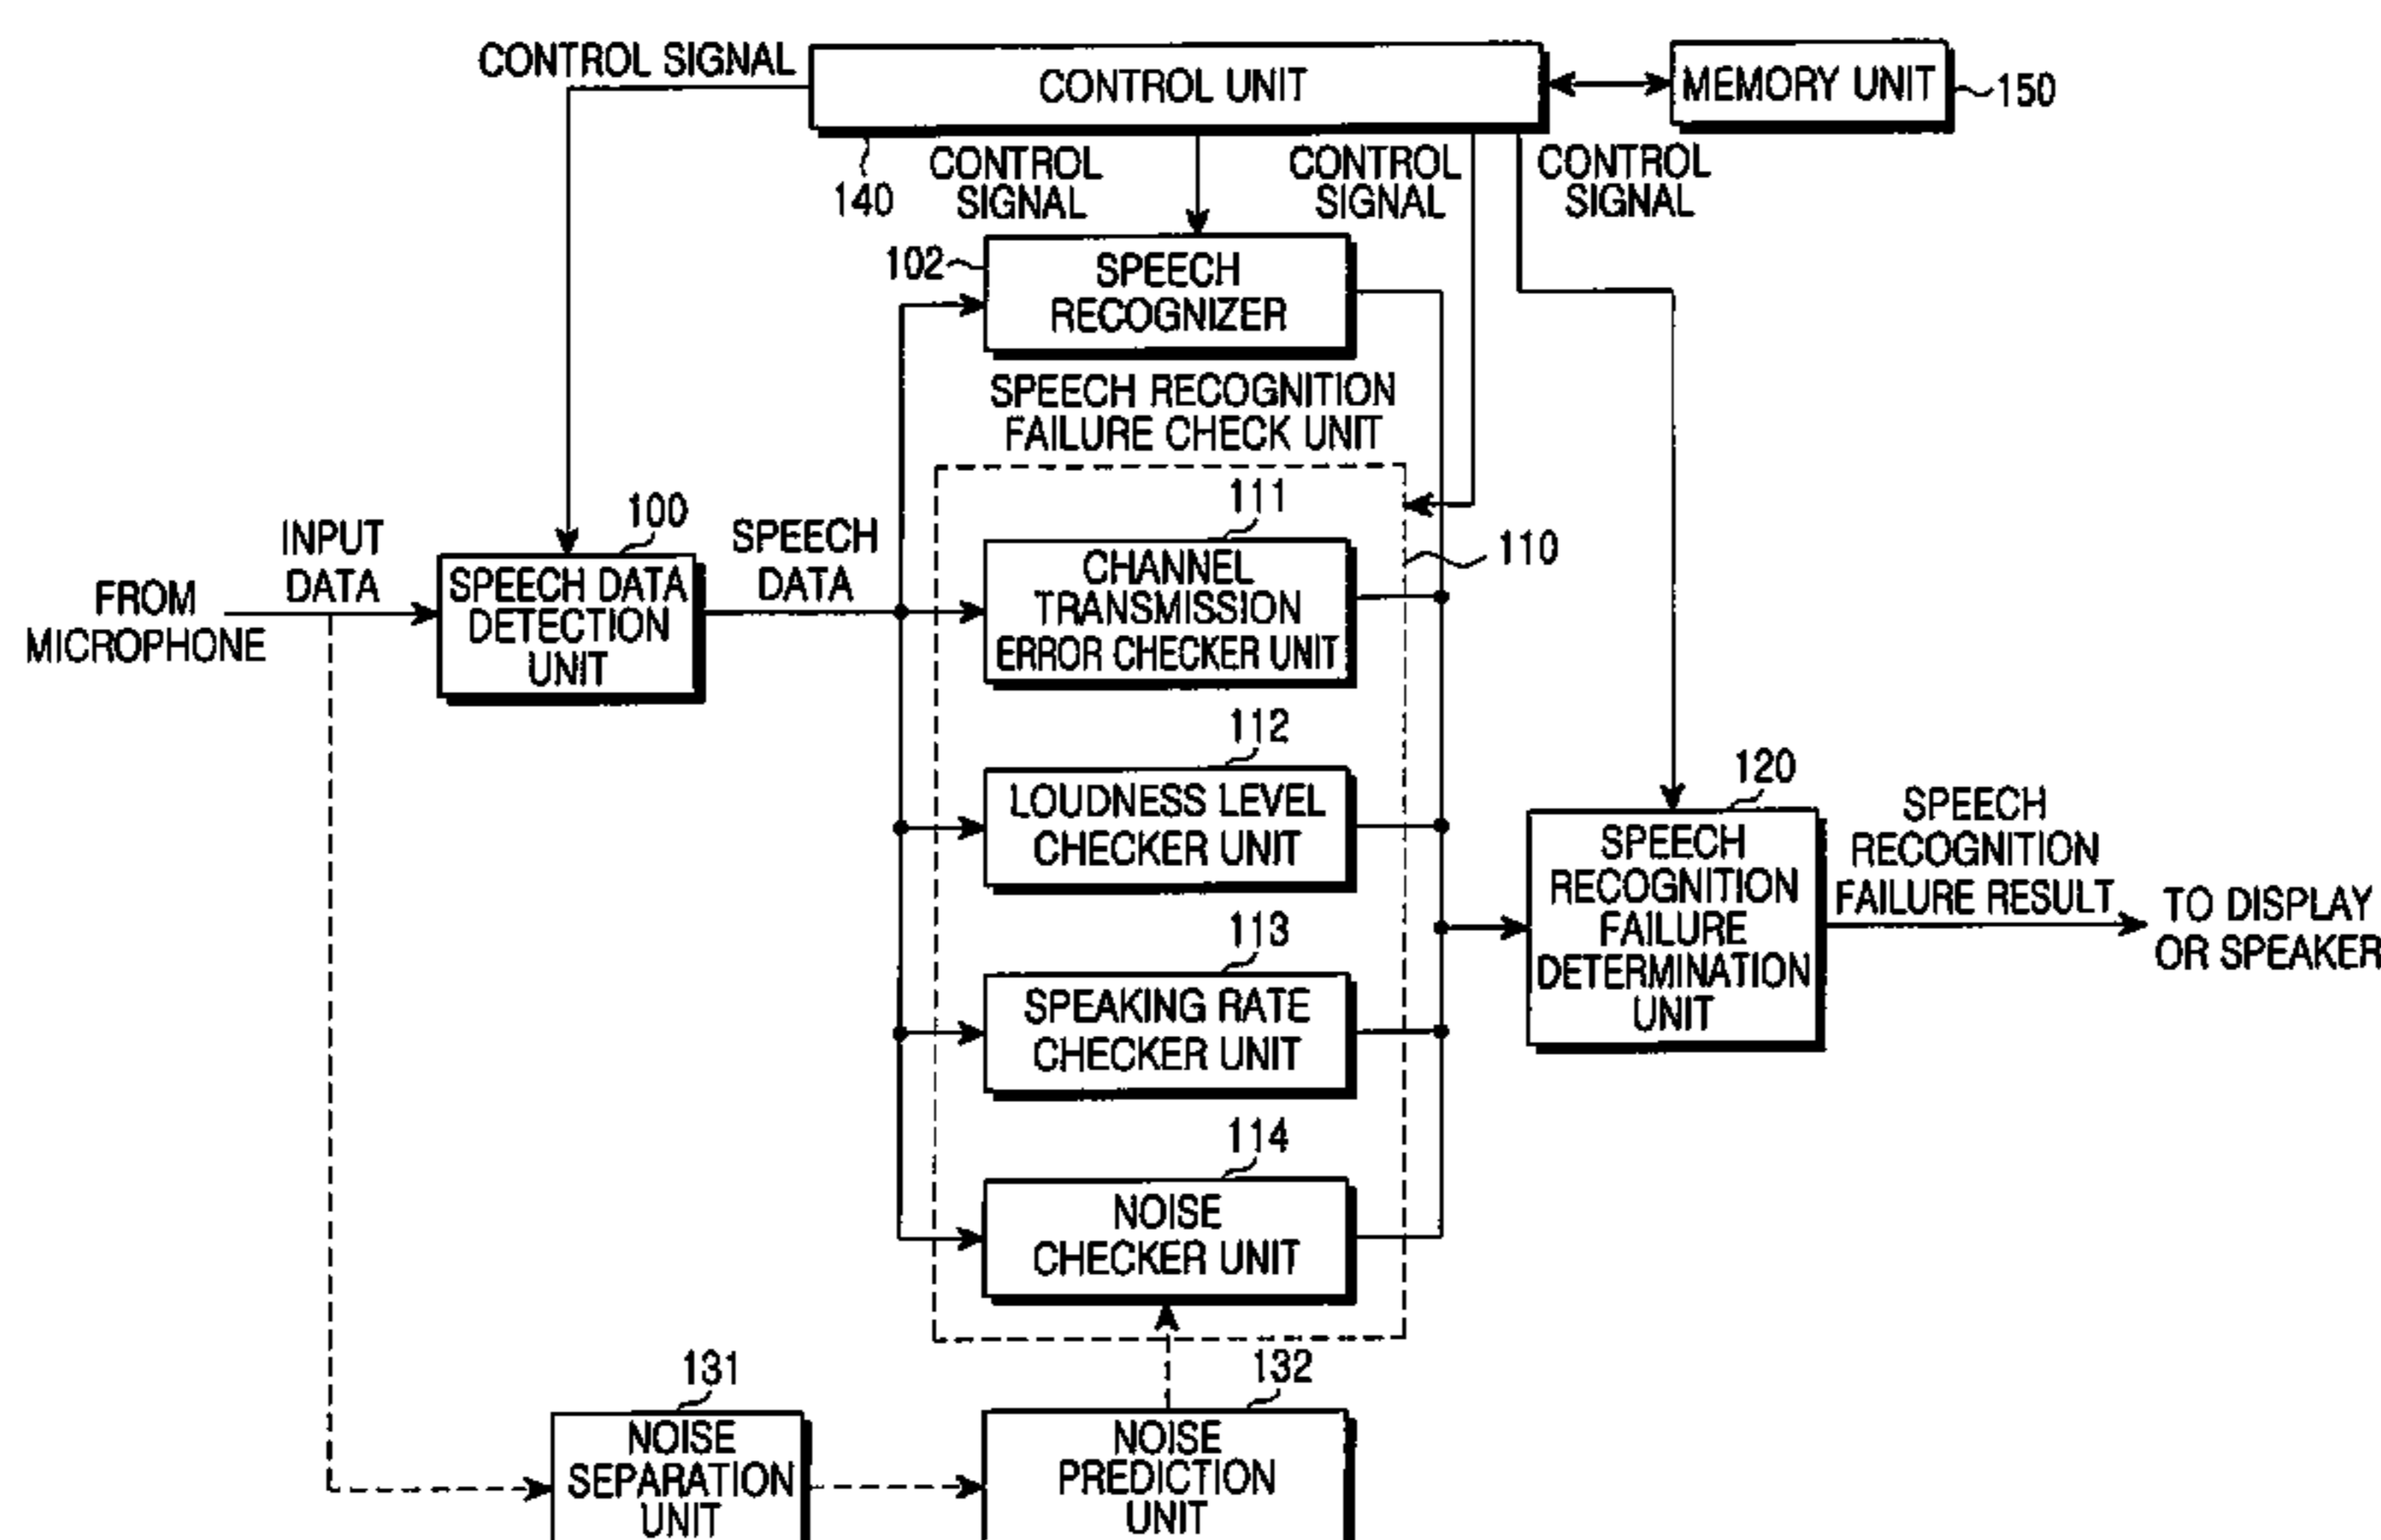 CONTROL SIGNAL
CONTROL UNIT
MEMORY UNIT
150
140
CONTROL
SIGNAL
CONTROL
SIGNAL
CONTROL
SIGNAL
102
SPEECH
RECOGNIZER
SPEECH RECOGNITION
FAILURE CHECK UNIT
FROM
MICROPHONE
INPUT
DATA
100
SPEECH DATA
DETECTION
UNIT
SPEECH
DATA
111
CHANNEL
TRANSMISSION
ERROR CHECKER UNIT
110
112
LOUDNESS LEVEL
CHECKER UNIT
113
SPEAKING RATE
CHECKER UNIT
114
NOISE
CHECKER UNIT
120
SPEECH
RECOGNITION
FAILURE
DETERMINATION
UNIT
SPEECH
RECOGNITION
FAILURE RESULT
TO DISPLAY
OR SPEAKER
131
NOISE
SEPARATION
UNIT
132
NOISE
PREDICTION
UNIT